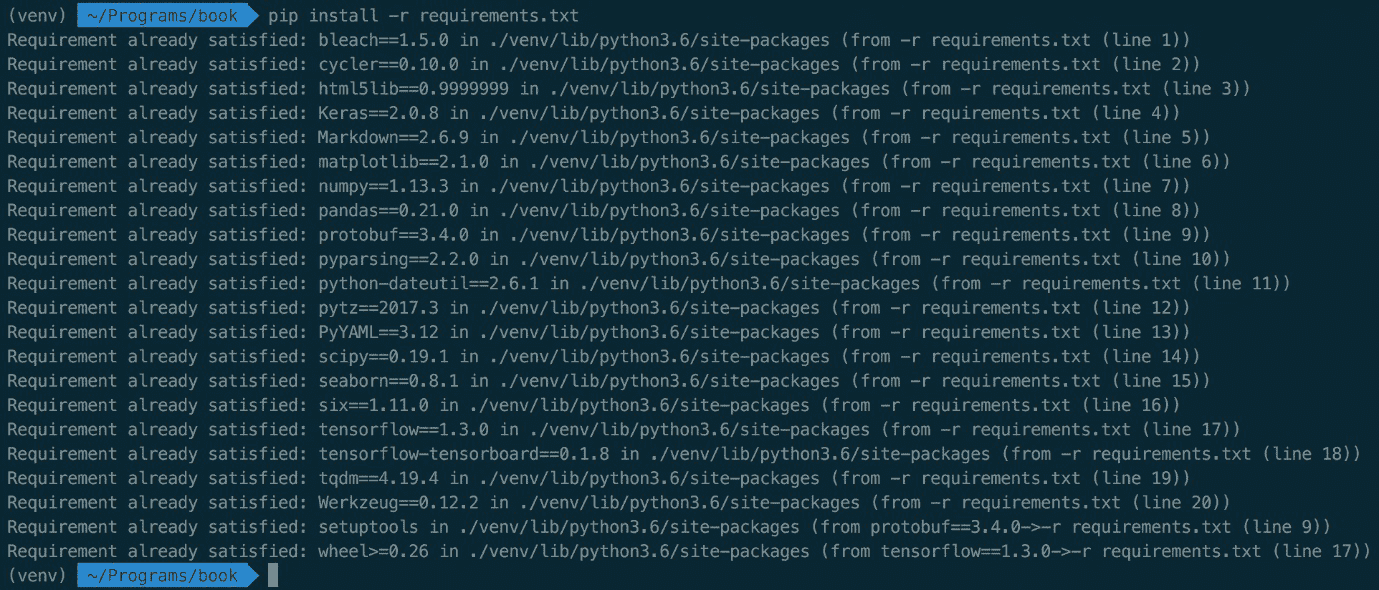 (venv) ~/Programs/book pip install -r requirements.txt
Requirement already satisfied: bleach==1.5.0 in ./venv/lib/python3.6/site-packages (from -r requirements.txt (line 1))
Requirement already satisfied: cycler==0.10.0 in ./venv/lib/python3.6/site-packages (from -r requirements.txt (line 2))
Requirement already satisfied: html5lib==0.9999999 in ./venv/lib/python3.6/site-packages (from -r requirements.txt (line 3))
Requirement already satisfied: Keras==2.0.8 in ./venv/lib/python3.6/site-packages (from -r requirements.txt (line 4))
Requirement already satisfied: Markdown==2.6.9 in ./venv/lib/python3.6/site-packages (from -r requirements.txt (line 5))
Requirement already satisfied: matplotlib==2.1.0 in ./venv/lib/python3.6/site-packages (from -r requirements.txt (line 6))
Requirement already satisfied: numpy==1.13.3 in ./venv/lib/python3.6/site-packages (from -r requirements.txt (line 7))
Requirement already satisfied: pandas==0.21.0 in ./venv/lib/python3.6/site-packages (from -r requirements.txt (line 8))
Requirement already satisfied: protobuf==3.4.0 in ./venv/lib/python3.6/site-packages (from -r requirements.txt (line 9))
Requirement already satisfied: pyparsing==2.2.0 in ./venv/lib/python3.6/site-packages (from -r requirements.txt (line 10))
Requirement already satisfied: python-dateutil==2.6.1 in ./venv/lib/python3.6/site-packages (from -r requirements.txt (line 11))
Requirement already satisfied: pytz==2017.3 in ./venv/lib/python3.6/site-packages (from -r requirements.txt (line 12))
Requirement already satisfied: PyYAML==3.12 in ./venv/lib/python3.6/site-packages (from -r requirements.txt (line 13))
Requirement already satisfied: scipy==0.19.1 in ./venv/lib/python3.6/site-packages (from -r requirements.txt (line 14))
Requirement already satisfied: seaborn==0.8.1 in ./venv/lib/python3.6/site-packages (from -r requirements.txt (line 15))
Requirement already satisfied: six==1.11.0 in ./venv/lib/python3.6/site-packages (from -r requirements.txt (line 16))
Requirement already satisfied: tensorflow==1.3.0 in ./venv/lib/python3.6/site-packages (from -r requirements.txt (line 17))
Requirement already satisfied: tensorflow-tensorboard==0.1.8 in ./venv/lib/python3.6/site-packages (from -r requirements.txt (line 18))
Requirement already satisfied: tqdm==4.19.4 in ./venv/lib/python3.6/site-packages (from -r requirements.txt (line 19))
Requirement already satisfied: Werkzeug==0.12.2 in ./venv/lib/python3.6/site-packages (from -r requirements.txt (line 20))
Requirement already satisfied: setuptools in ./venv/lib/python3.6/site-packages (from protobuf==3.4.0->-r requirements.txt (line 9))
Requirement already satisfied: wheel>=0.26 in ./venv/lib/python3.6/site-packages (from tensorflow==1.3.0->-r requirements.txt (line 17))
(venv) ~/Programs/book